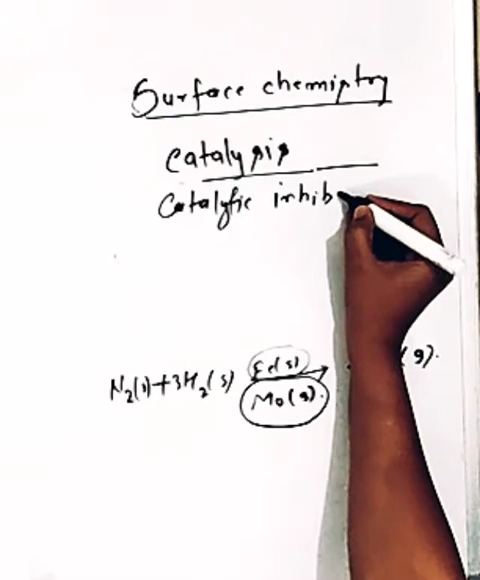 Surface chemistry
Catalysis
Catalytic inhib
Fe(s)
N2(g)+3H2(g) (g).
Mo(s).